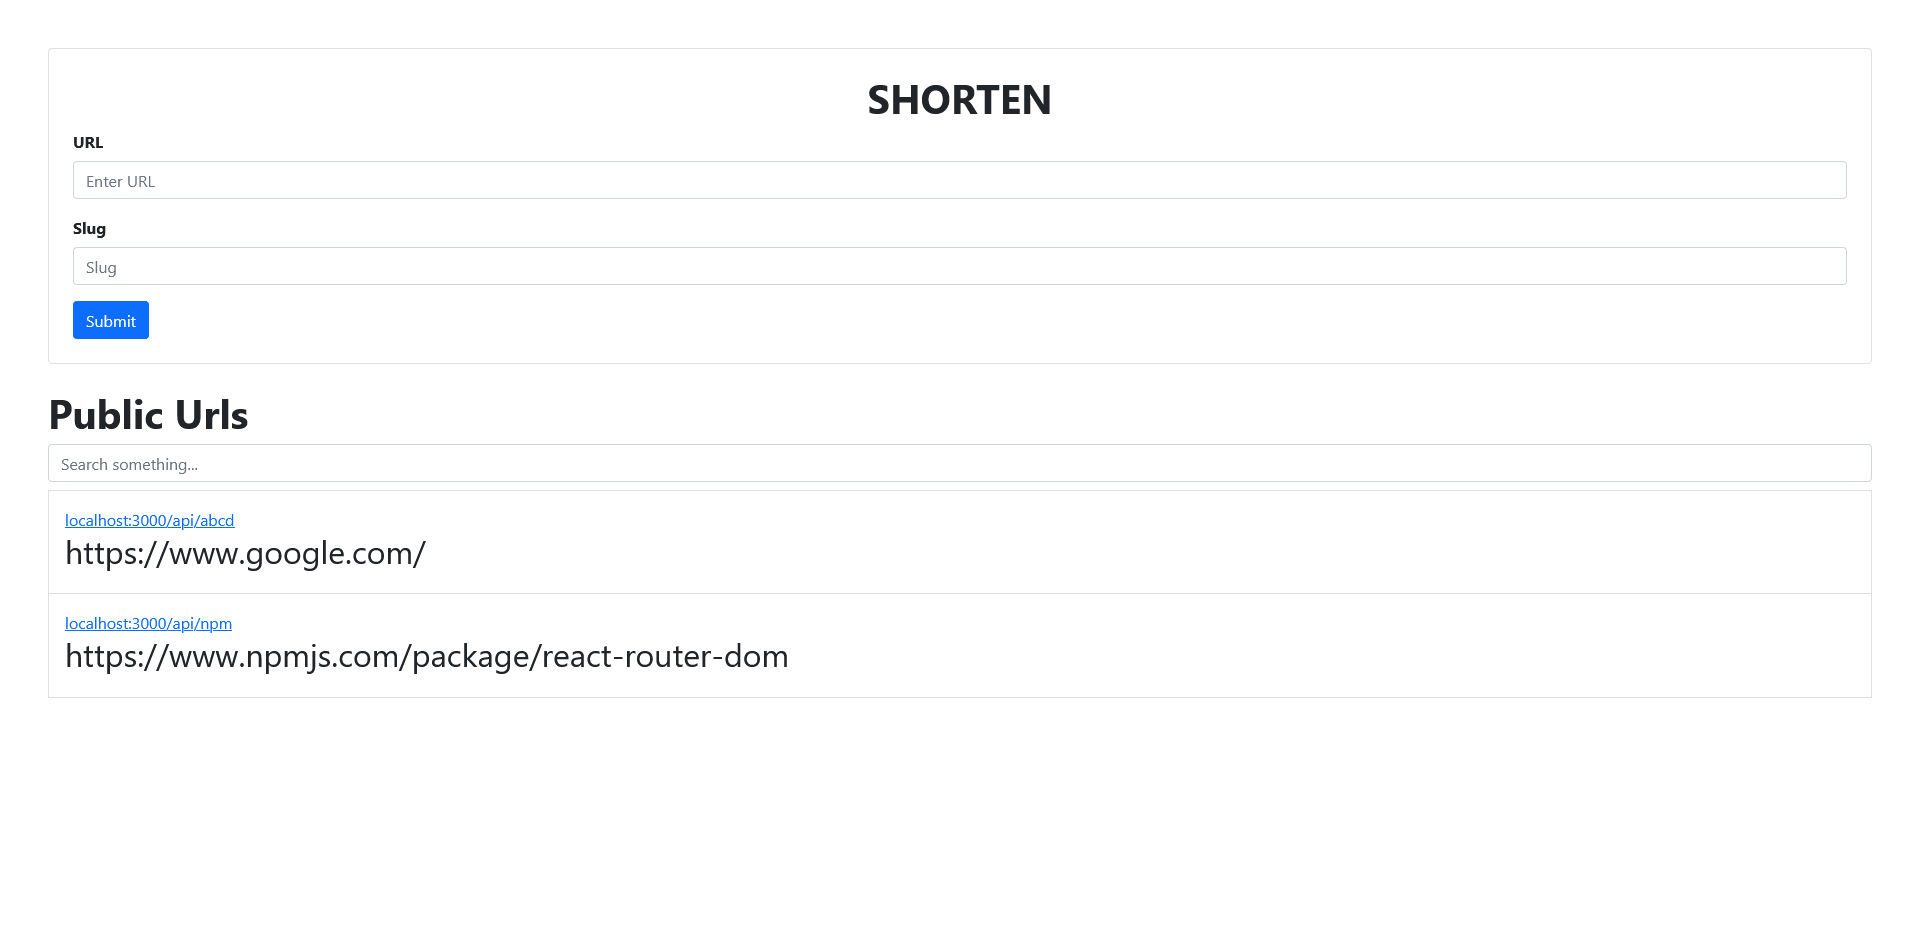 SHORTEN
URL
Enter URL
Slug
Slug
Submit
Public Urls
Search something...
localhost:3000/api/abcd
https://www.google.com/
localhost:3000/api/npm
https://www.npmjs.com/package/react-router-dom